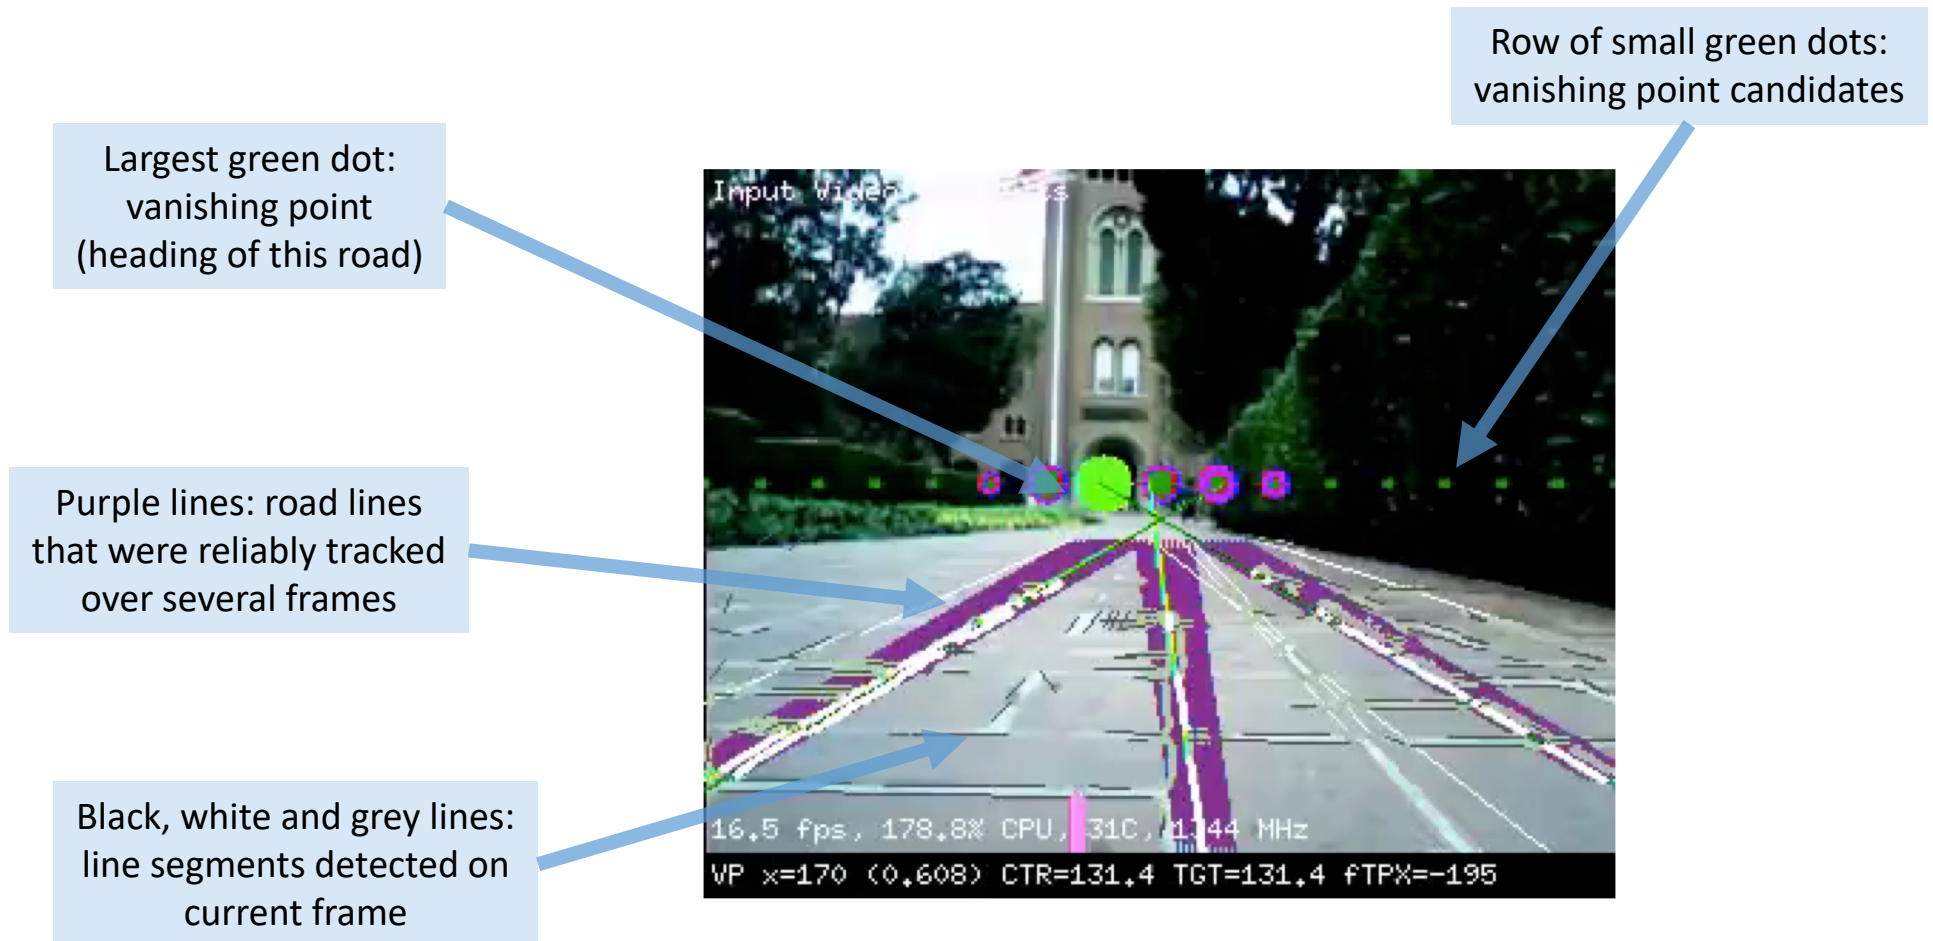 Row of small green dots:
vanishing point candidates
Largest green dot:
vanishing point
(heading of this road)
Input Video
Purple lines: road lines
that were reliably tracked
over several frames
Black, white and grey lines:
line segments detected on
current frame
16.5 fps, 178.8% CPU, 31C, 1344 MHz
VP x=170 (0.608) CTR=131.4 TGT=131.4 fTPX=-195